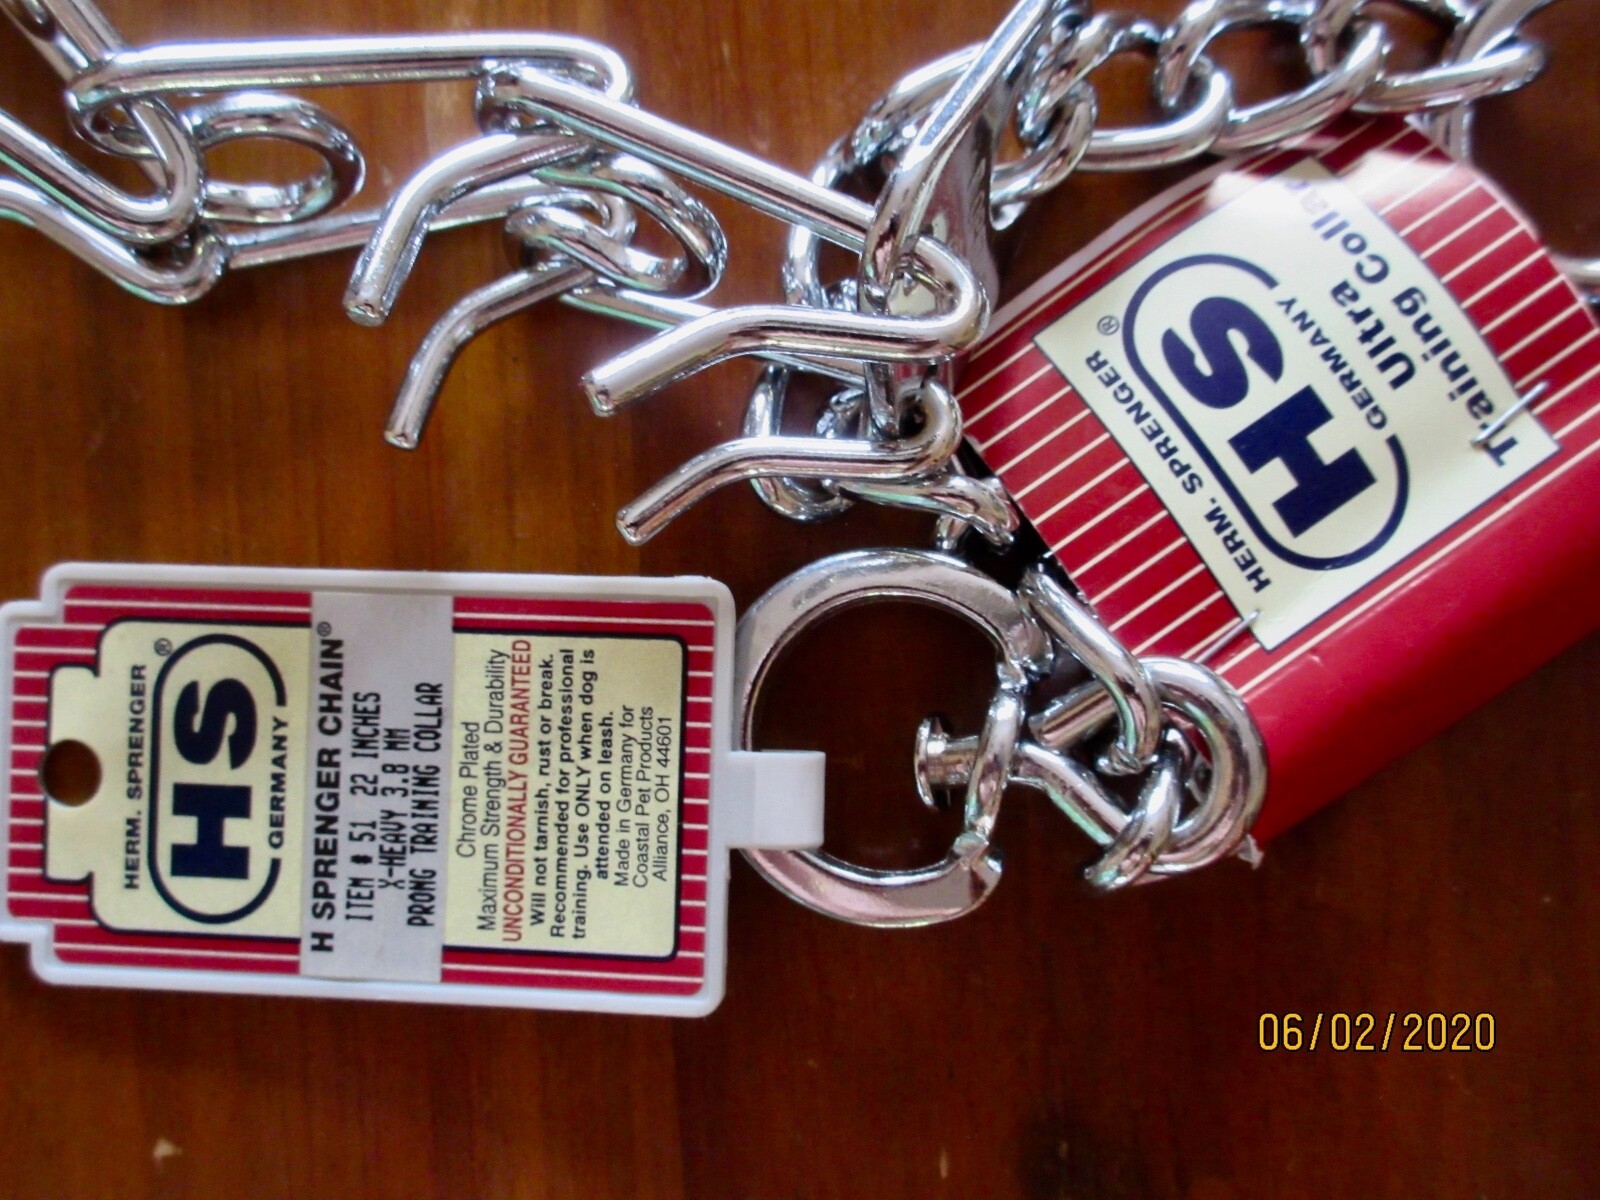 HERM. SPRENGER®
HS
GERMANY
H SPRENGER CHAIN®
ITEM # 51 22 INCHES
X-HEAVY 3.8 MM
PRONG TRAINING COLLAR
Chrome Plated
Maximum Strength & Durability
UNCONDITIONALLY GUARANTEED
Will not tarnish, rust or break.
Recommended for professional
training. Use ONLY when dog is
attended on leash.
Made in Germany for
Coastal Pet Products
Alliance, OH 44601
HERM. SPRENGER®
HS
GERMANY
Ultra
Training Collar
06/02/2020